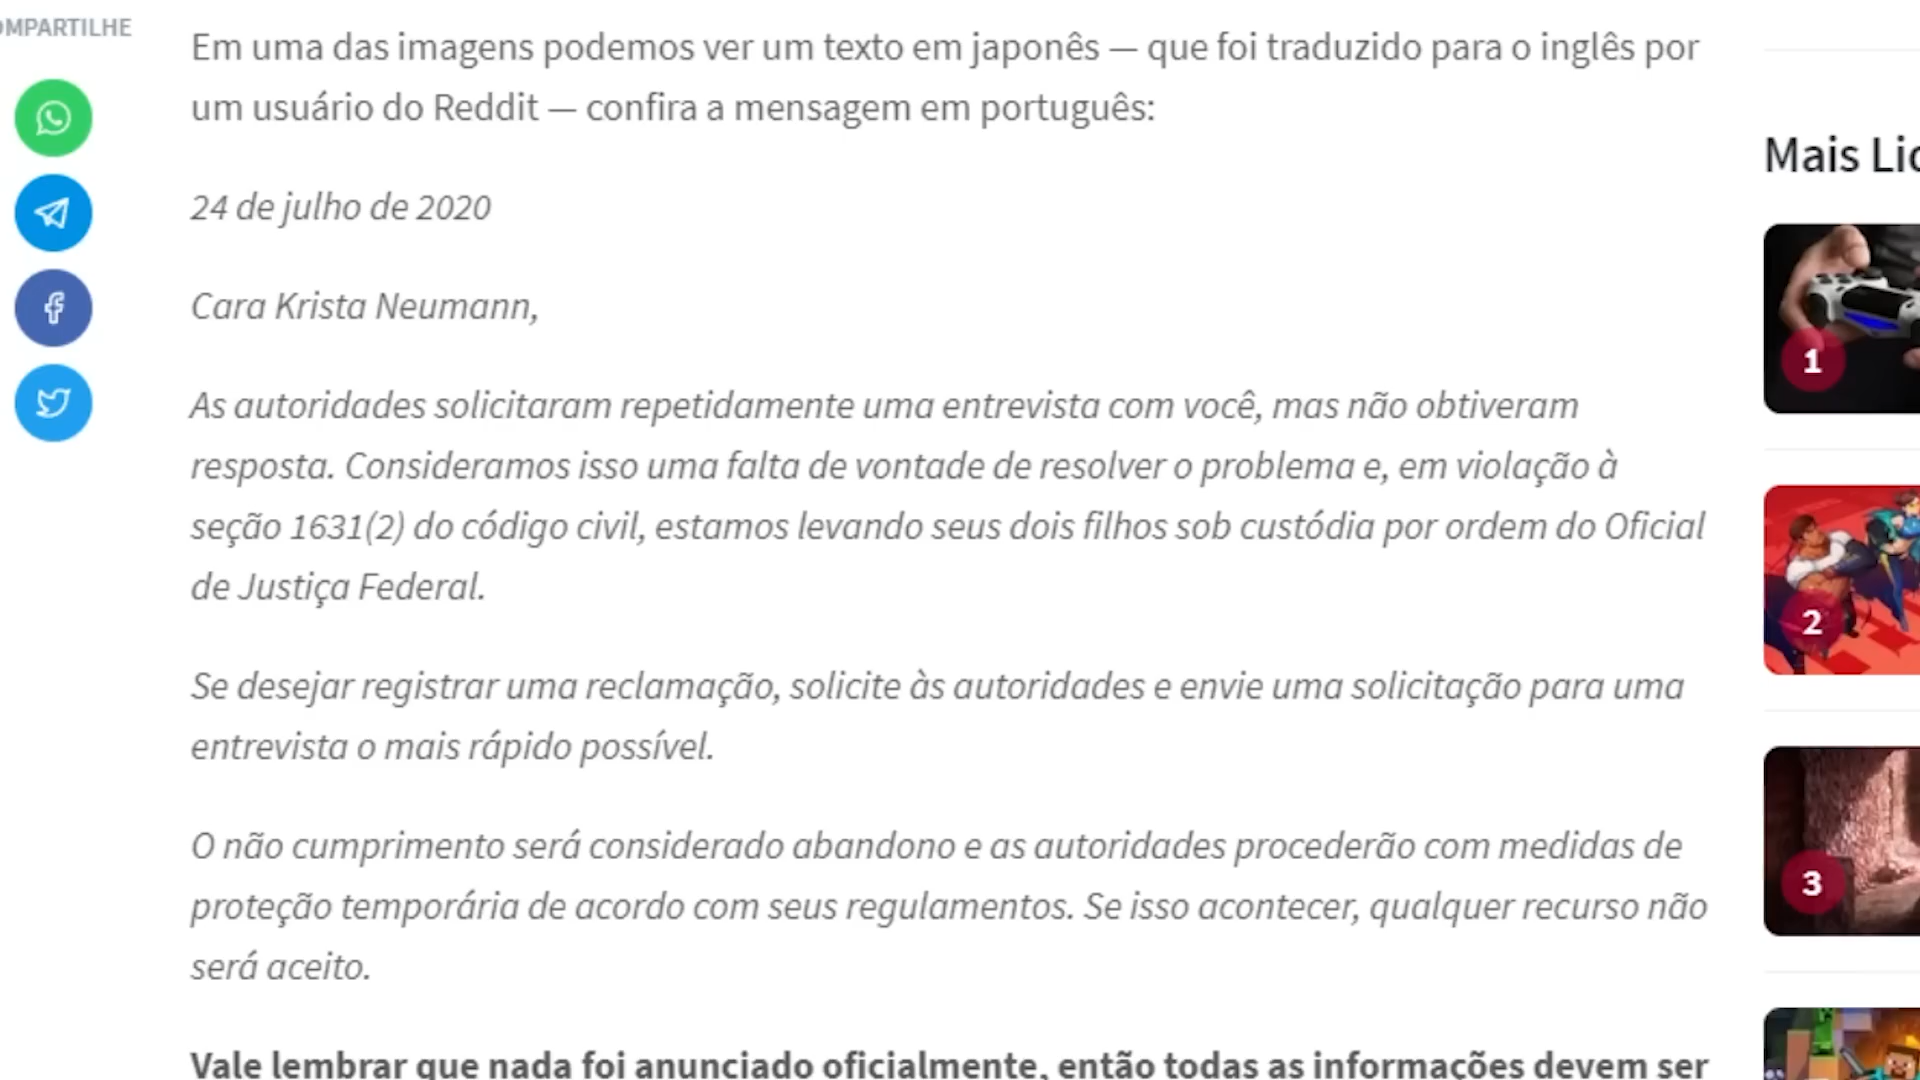 OMPARTILHE
Em uma das imagens podemos ver um texto em japonês — que foi traduzido para o inglês por
um usuário do Reddit — confira a mensagem em português:
24 de julho de 2020
Cara Krista Neumann,
As autoridades solicitaram repetidamente uma entrevista com você, mas não obtiveram
resposta. Consideramos isso uma falta de vontade de resolver o problema e, em violação à
seção 1631(2) do código civil, estamos levando seus dois filhos sob custódia por ordem do Oficial
de Justiça Federal.
Se desejar registrar uma reclamação, solicite às autoridades e envie uma solicitação para uma
entrevista o mais rápido possível.
O não cumprimento será considerado abandono e as autoridades procederão com medidas de
proteção temporária de acordo com seus regulamentos. Se isso acontecer, qualquer recurso não
será aceito.
Vale lembrar que nada foi anunciado oficialmente, então todas as informações devem ser
Mais Lid
1
2
3